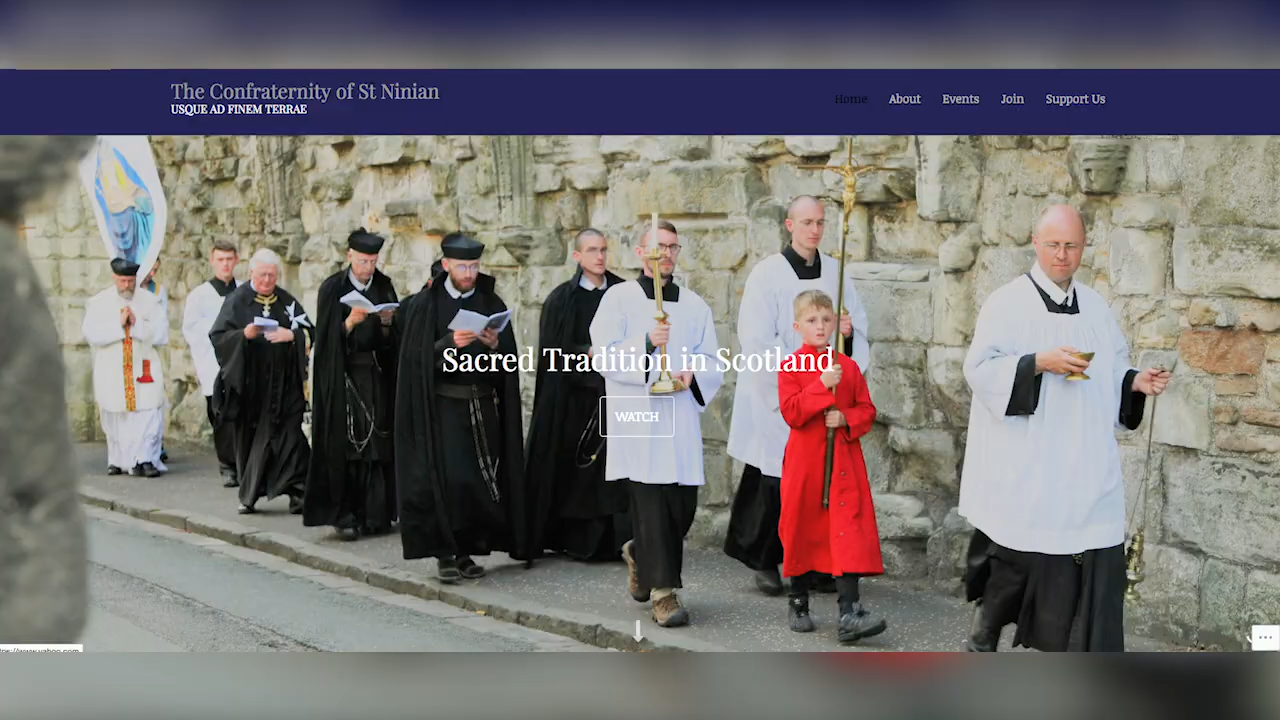 The Confraternity of St Ninian
USQUE AD FINEM TERRAE
Home About Events Join Support Us
Sacred Tradition in Scotland
WATCH